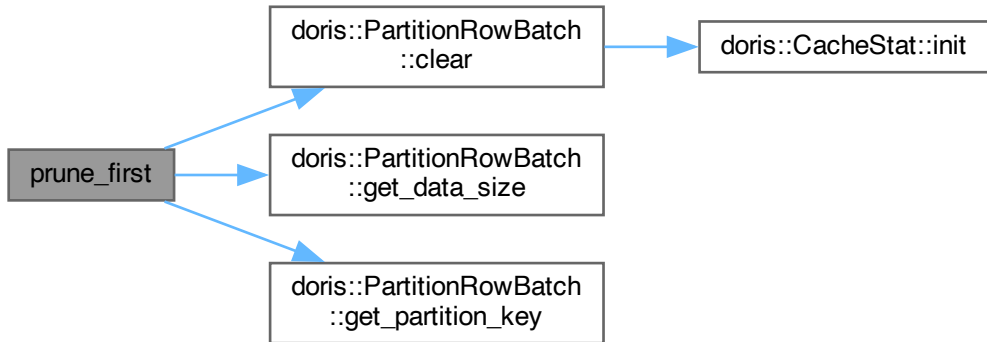 doris::PartitionRowBatch
::clear
doris::CacheStat::init
prune_first
doris::PartitionRowBatch
::get_data_size
doris::PartitionRowBatch
::get_partition_key